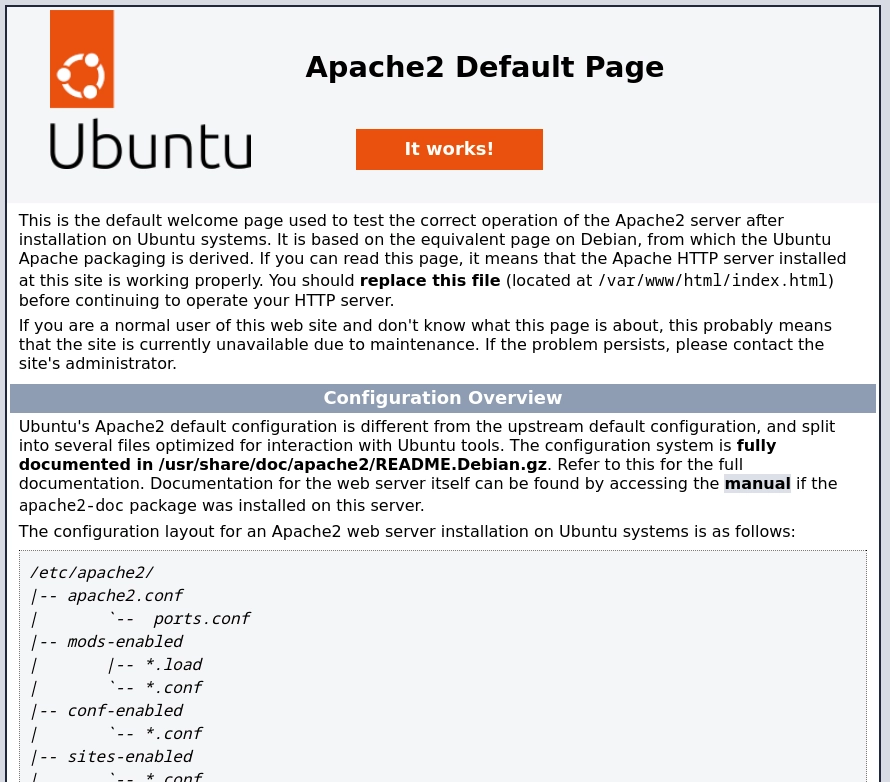 Ubuntu
Apache2 Default Page
It works!
This is the default welcome page used to test the correct operation of the Apache2 server after
installation on Ubuntu systems. It is based on the equivalent page on Debian, from which the Ubuntu
Apache packaging is derived. If you can read this page, it means that the Apache HTTP server installed
at this site is working properly. You should replace this file (located at /var/www/html/index.html)
before continuing to operate your HTTP server.
If you are a normal user of this web site and don't know what this page is about, this probably means
that the site is currently unavailable due to maintenance. If the problem persists, please contact the
site's administrator.
Configuration Overview
Ubuntu's Apache2 default configuration is different from the upstream default configuration, and split
into several files optimized for interaction with Ubuntu tools. The configuration system is fully
documented in /usr/share/doc/apache2/README.Debian.gz. Refer to this for the full
documentation. Documentation for the web server itself can be found by accessing the manual if the
apache2-doc package was installed on this server.
The configuration layout for an Apache2 web server installation on Ubuntu systems is as follows:
/etc/apache2/
|-- apache2.conf
|       `--  ports.conf
|-- mods-enabled
|       |-- *.load
|       `-- *.conf
|-- conf-enabled
|       `-- *.conf
|-- sites-enabled
|       `-- *.conf